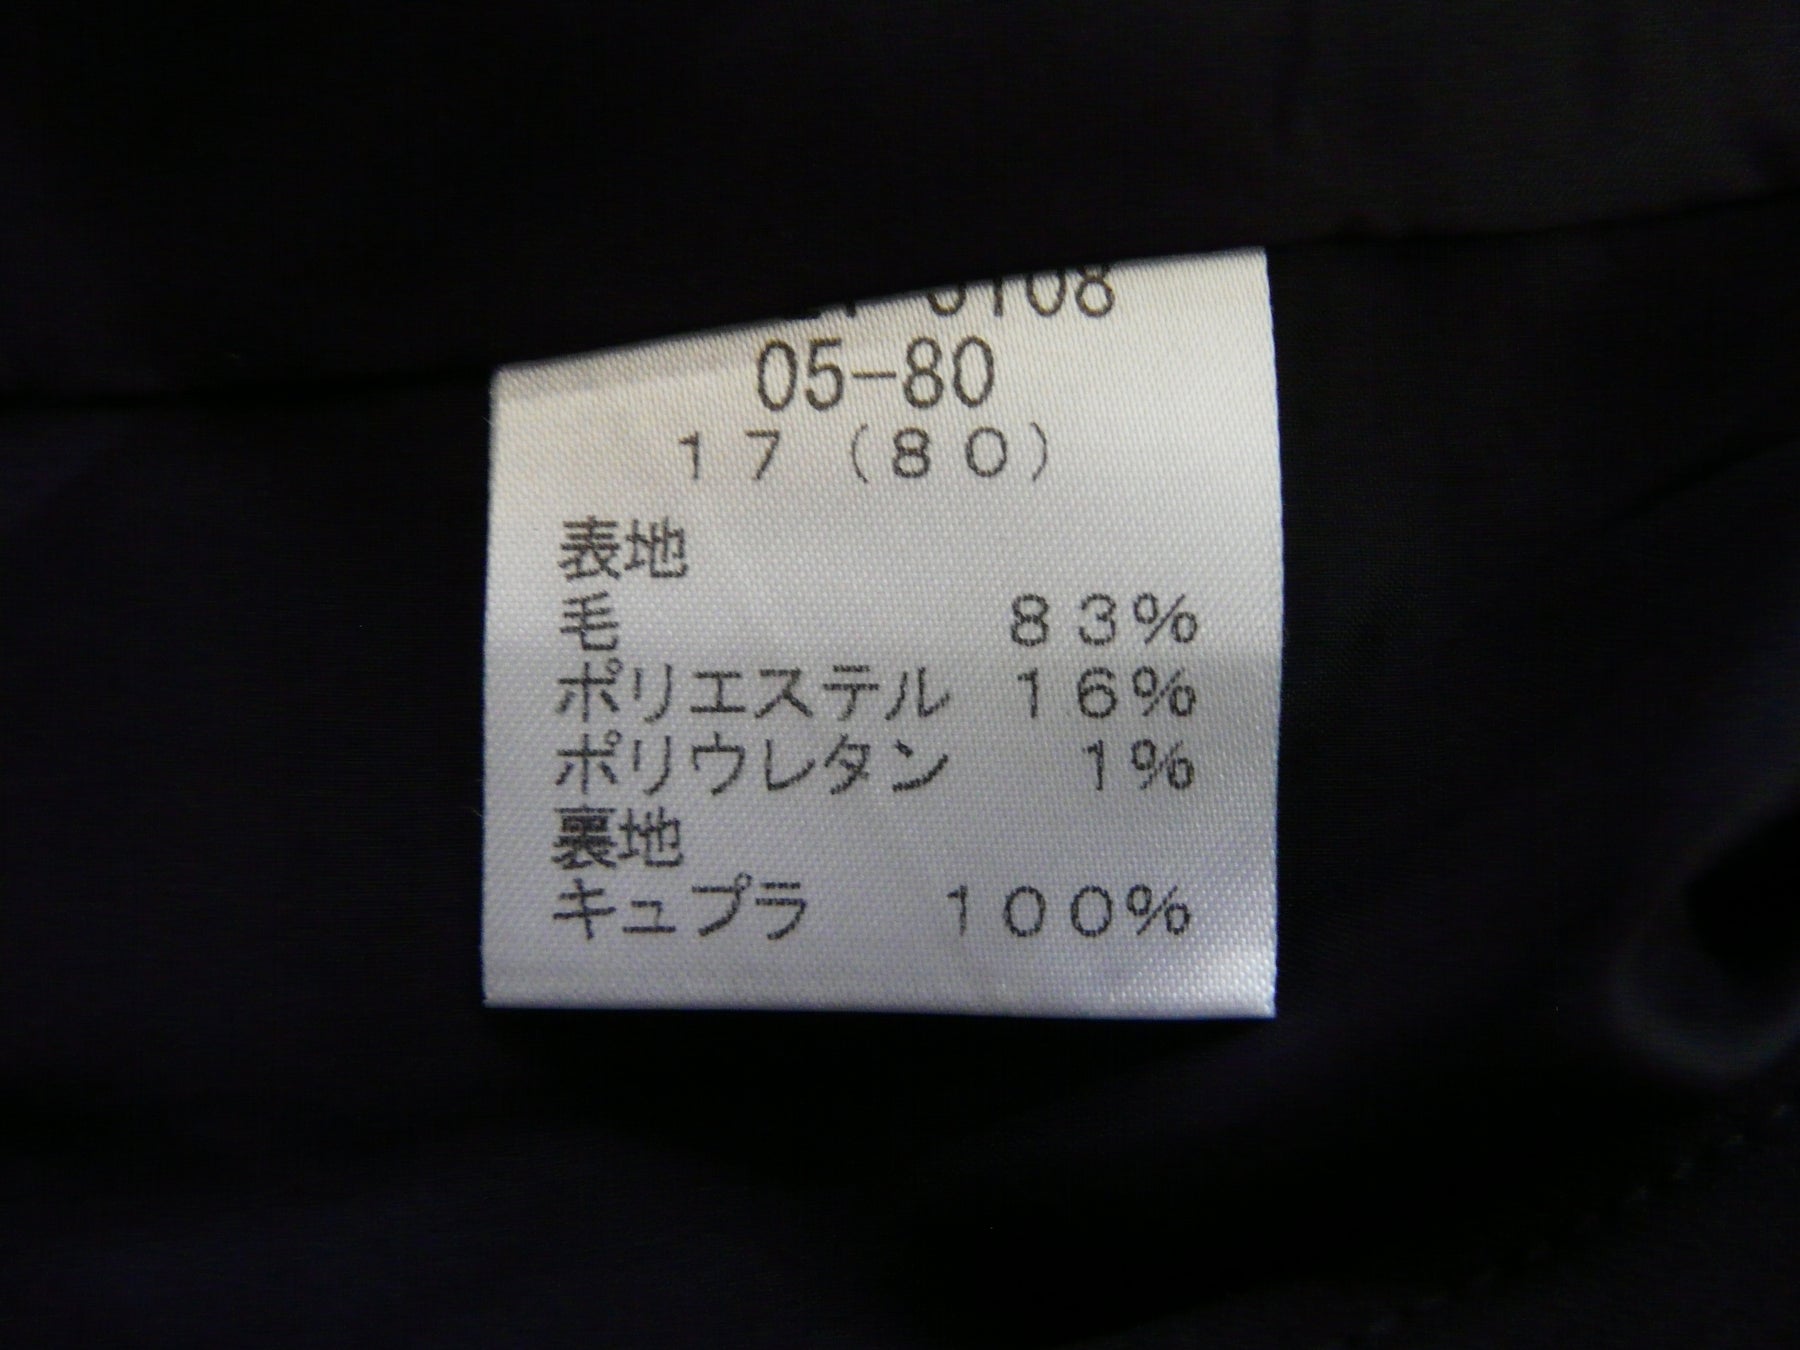 0108
05-80
17(80)
表地
毛 83%
ポリエステル 16%
ポリウレタン 1%
裏地
キュプラ 100%